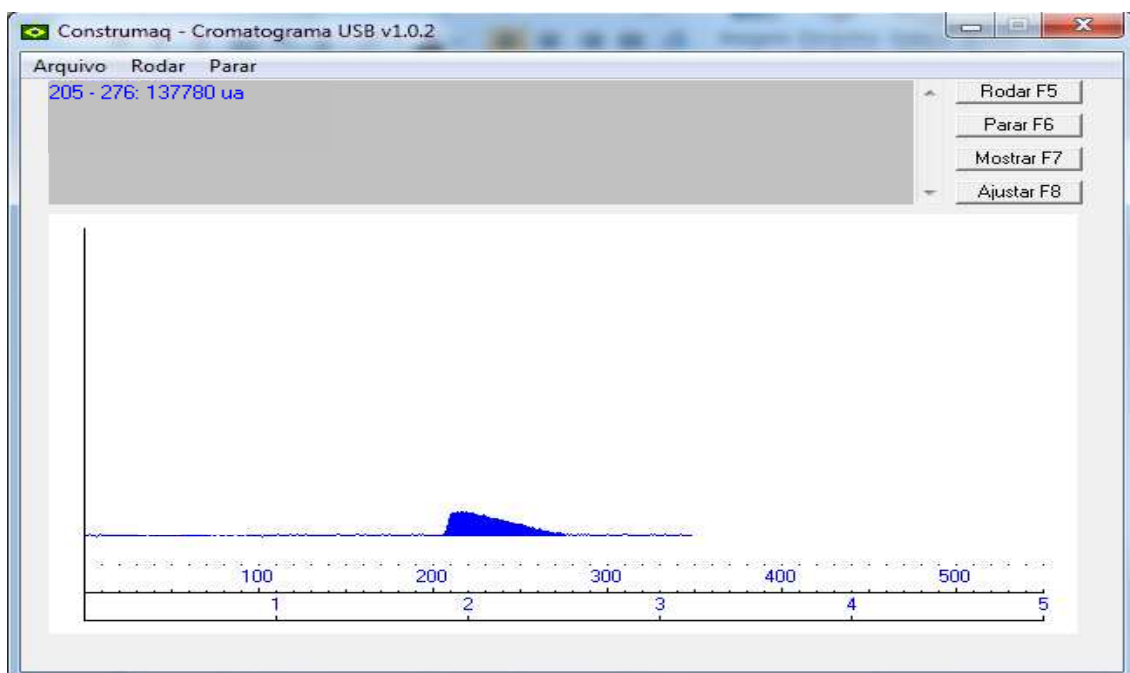 Construmaq - Cromatograma USB v1.0.2
Arquivo Rodar Parar
205 - 276: 137780 ua
Rodar F5
Parar F6
Mostrar F7
Ajustar F8
100 200 300 400 500
1 2 3 4 5